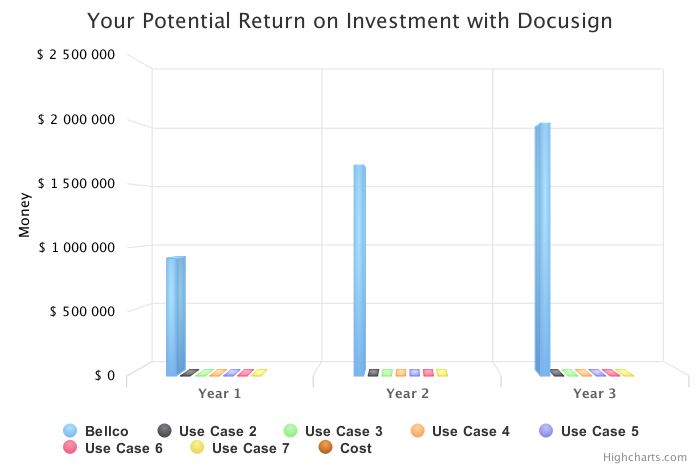 Your Potential Return on Investment with Docusign
$ 2 500 000
$ 2 000 000
$ 1 500 000
$ 1 000 000
$ 500 000
$ 0
Money
Year 1
Year 2
Year 3
Bellco
Use Case 2
Use Case 3
Use Case 4
Use Case 5
Use Case 6
Use Case 7
Cost
Highcharts.com